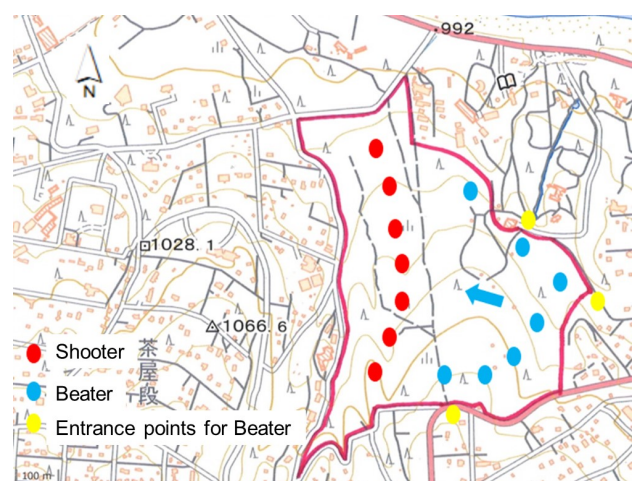 992
N
1028. 1
1066. 6
茶屋段
Shooter
Beater
Entrance points for Beater
100 m